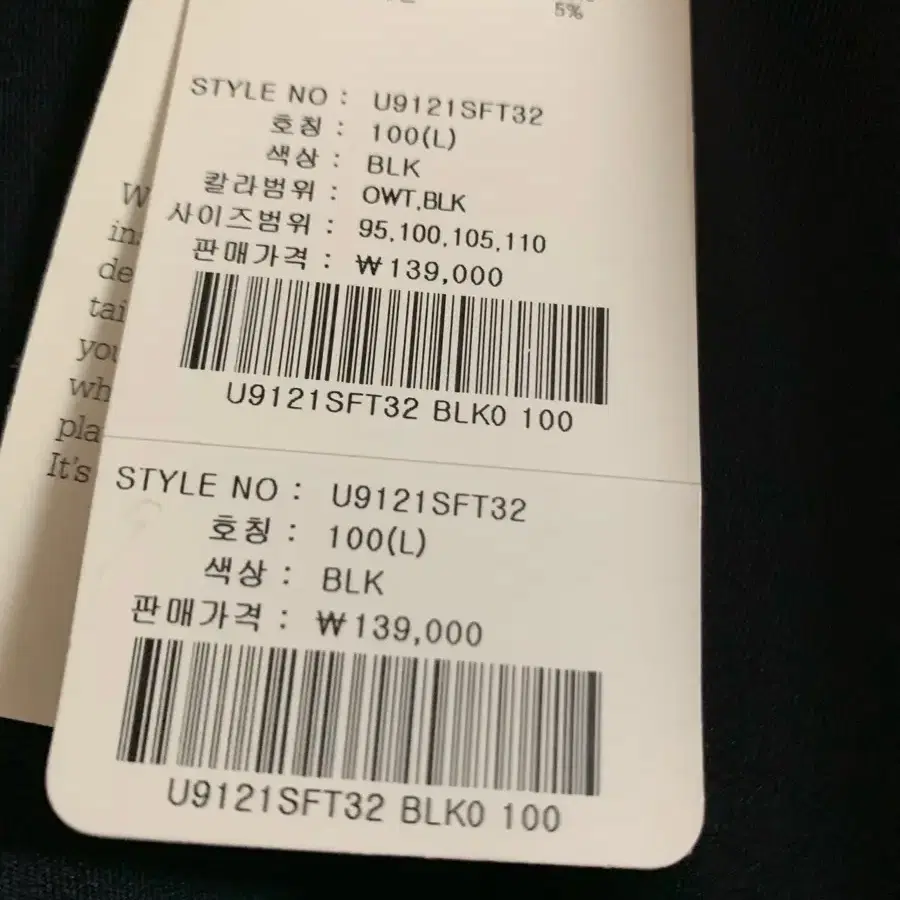 5%
STYLE NO : U9121SFT32
호칭 : 100(L)
색상 : BLK
칼라범위 : OWT,BLK
사이즈범위 : 95,100,105,110
판매가격 : ₩139,000
U9121SFT32 BLK0 100
STYLE NO : U9121SFT32
호칭 : 100(L)
색상 : BLK
판매가격 : ₩139,000
U9121SFT32 BLK0 100
It's